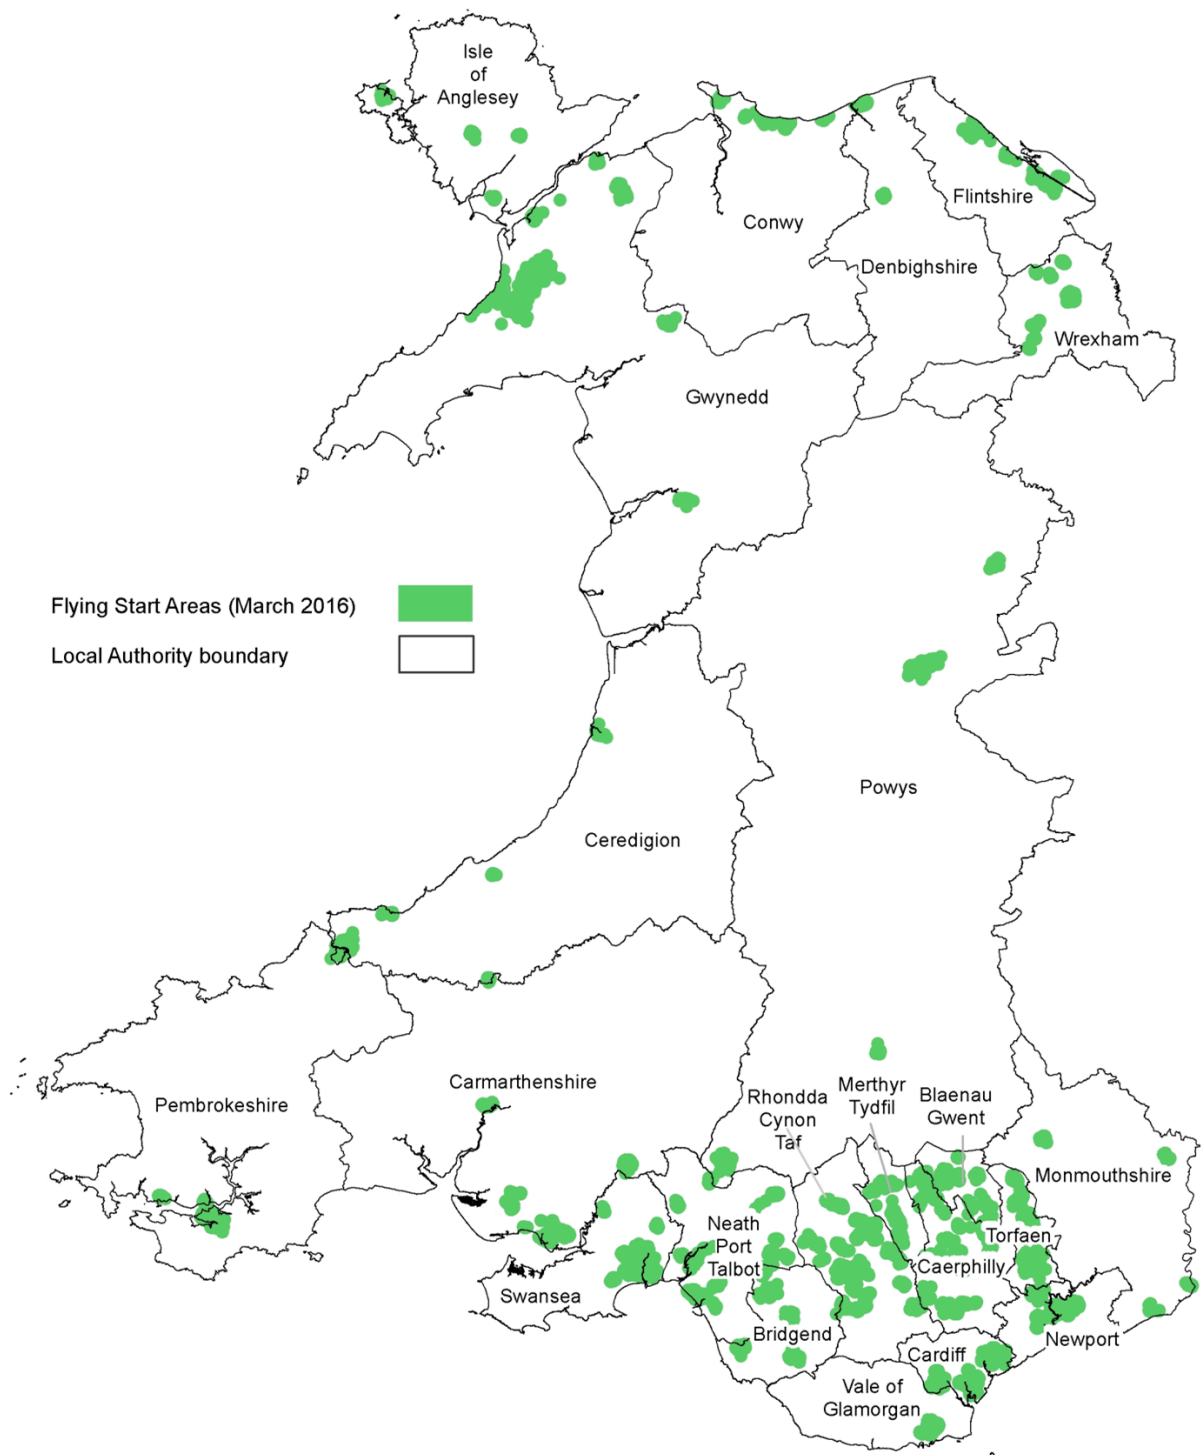 Isle
of
Anglesey
Conwy
Flintshire
Denbighshire
Wrexham
Gwynedd
Flying Start Areas (March 2016)
Local Authority boundary
Powys
Ceredigion
Carmarthenshire
Pembrokeshire
Rhondda
Cynon
Taf
Merthyr
Tydfil
Blaenau
Gwent
Monmouthshire
Neath
Port
Talbot
Torfaen
Caerphilly
Swansea
Bridgend
Newport
Cardiff
Vale of
Glamorgan